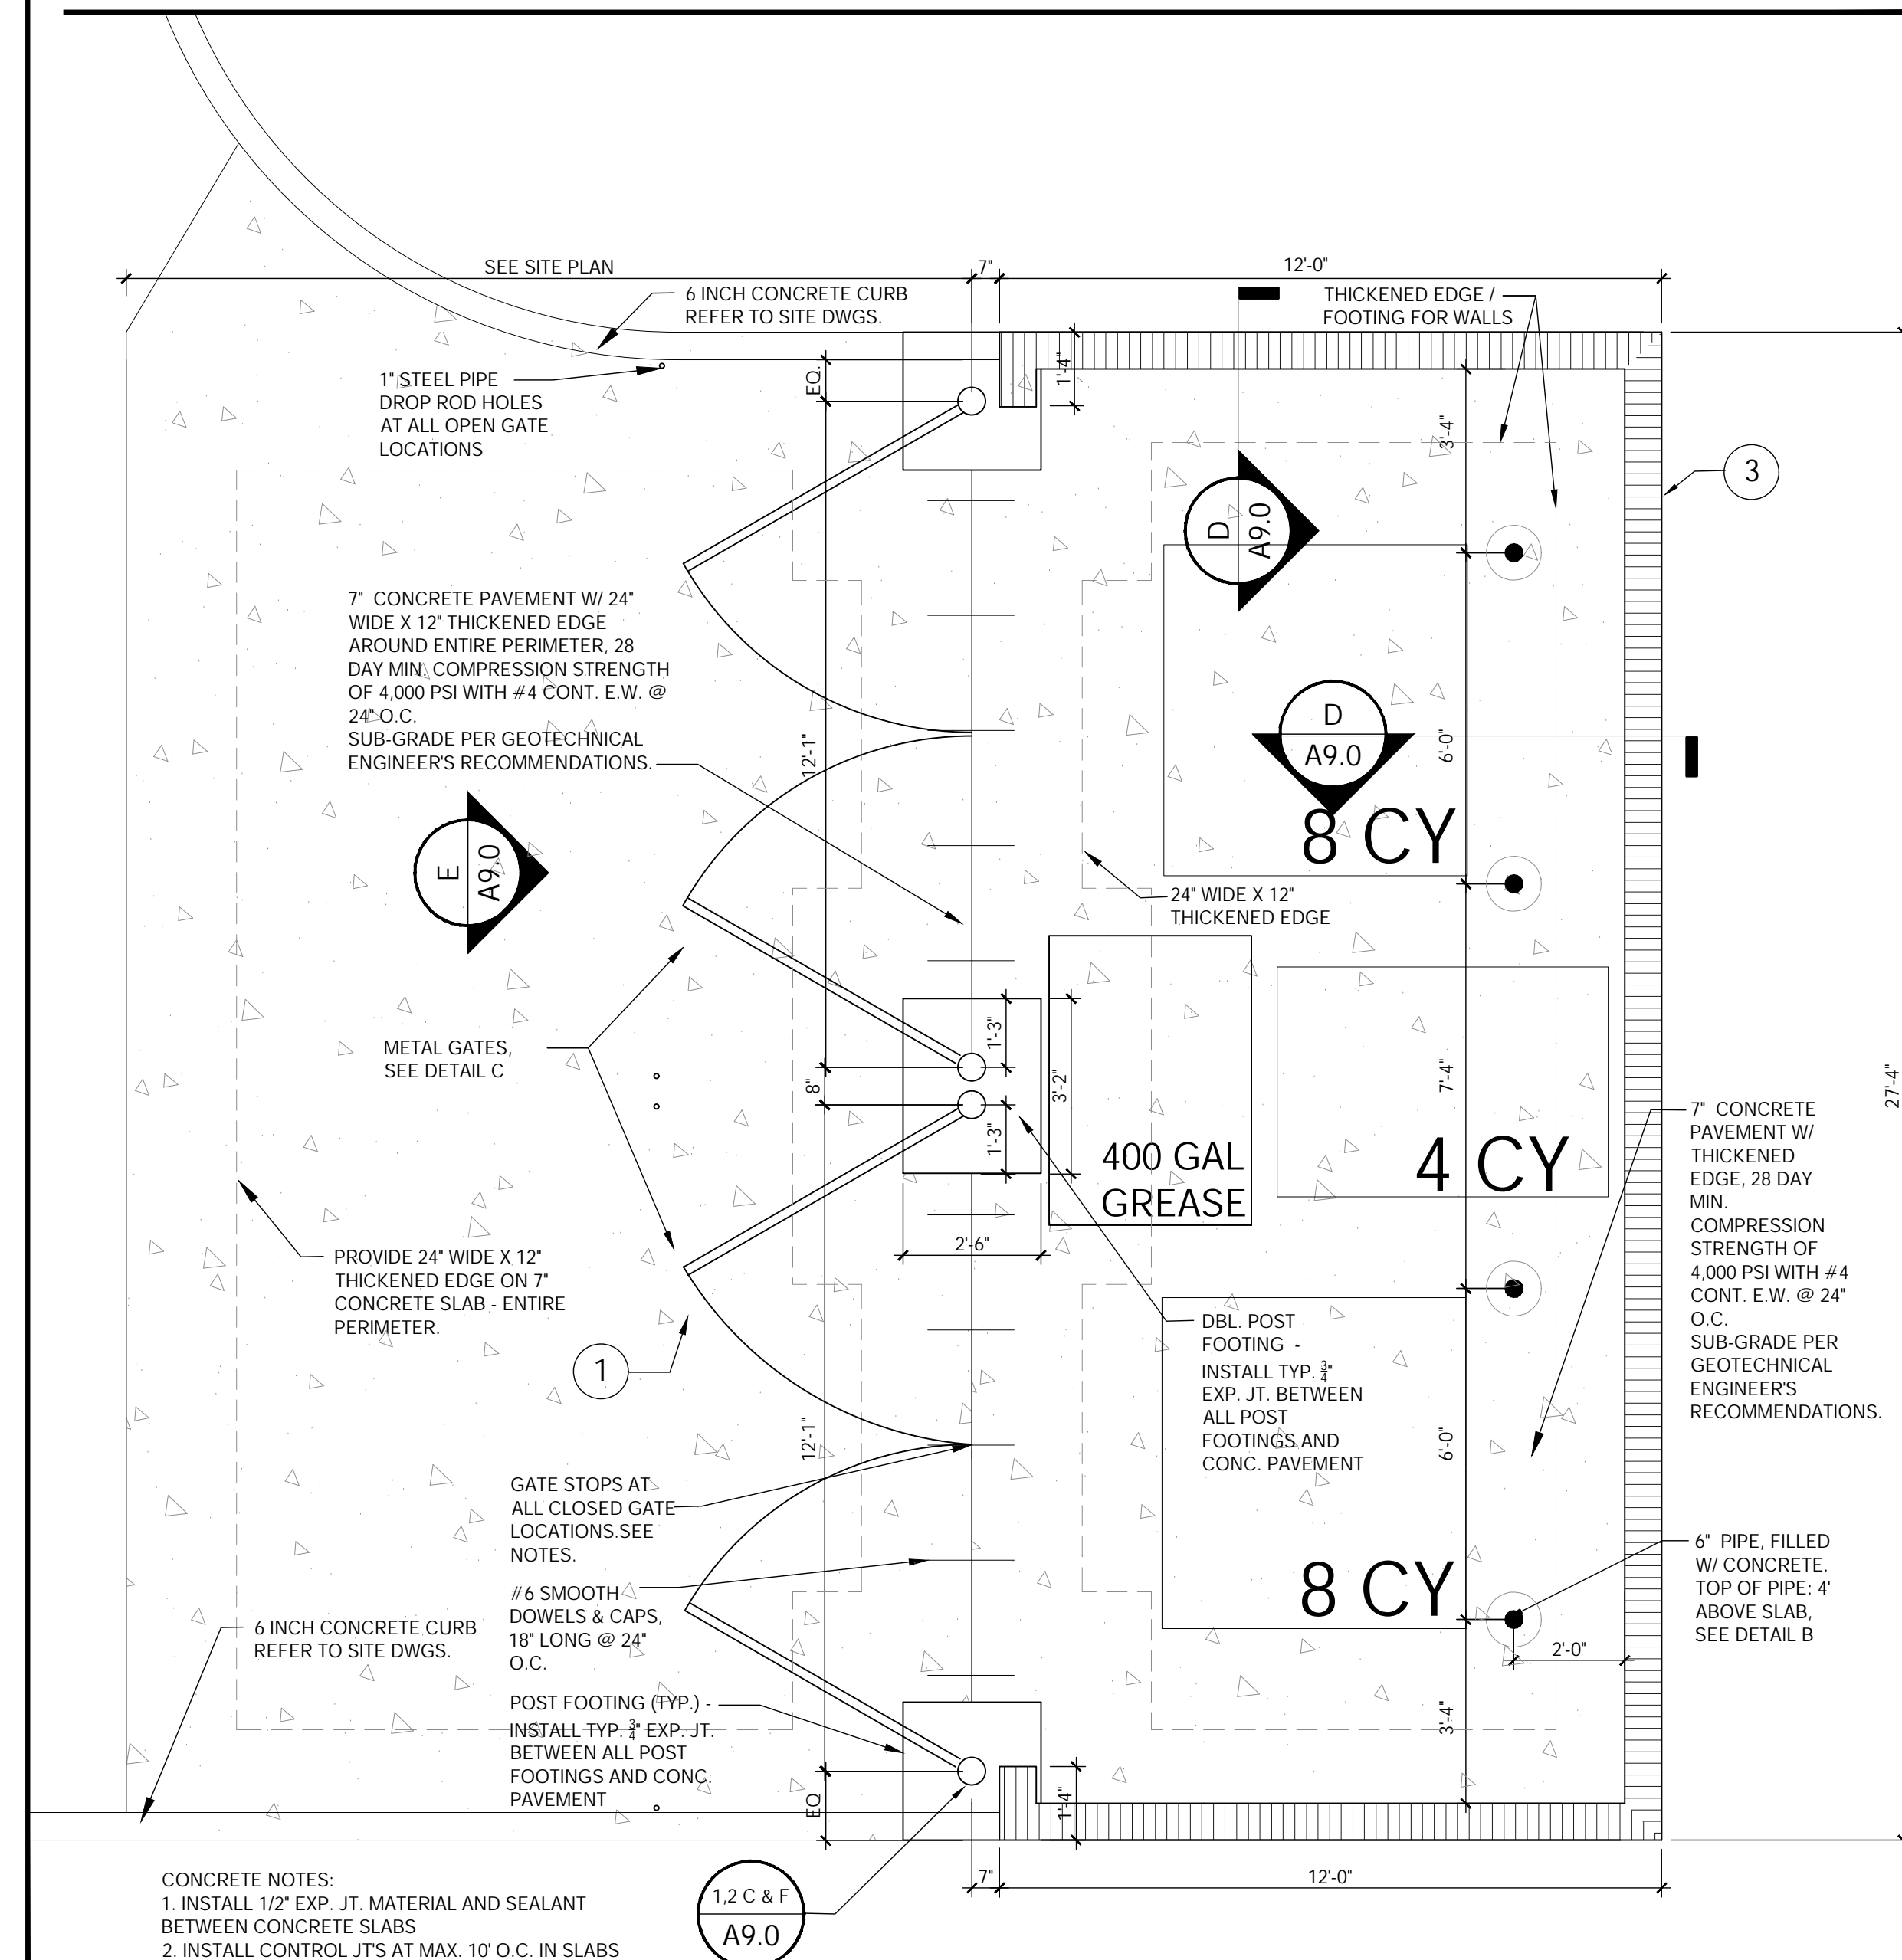 SEE SITE PLAN
7"
12'-0"
6 INCH CONCRETE CURB
REFER TO SITE DWGS.
THICKENED EDGE /
FOOTING FOR WALLS
1" STEEL PIPE
DROP ROD HOLES
AT ALL OPEN GATE
LOCATIONS
EQ.
1'-4"
3'-4"
3
D
A9.0
7" CONCRETE PAVEMENT W/ 24"
WIDE X 12" THICKENED EDGE
AROUND ENTIRE PERIMETER, 28
DAY MIN. COMPRESSION STRENGTH
OF 4,000 PSI WITH #4 CONT. E.W. @
24" O.C.
SUB-GRADE PER GEOTECHNICAL
ENGINEER'S RECOMMENDATIONS.
12'-1"
D
A9.0
6'-0"
8 CY
E
A9.0
24" WIDE X 12"
THICKENED EDGE
METAL GATES,
SEE DETAIL C
1'-3"
8"
3'-2"
1'-3"
7'-4"
27'-4"
400 GAL
GREASE
4 CY
2'-6"
7" CONCRETE
PAVEMENT W/
THICKENED
EDGE, 28 DAY
MIN.
COMPRESSION
STRENGTH OF
4,000 PSI WITH #4
CONT. E.W. @ 24"
O.C.
SUB-GRADE PER
GEOTECHNICAL
ENGINEER'S
RECOMMENDATIONS.
PROVIDE 24" WIDE X 12"
THICKENED EDGE ON 7"
CONCRETE SLAB - ENTIRE
PERIMETER.
1
DBL. POST
FOOTING -
INSTALL TYP. 3/4"
EXP. JT. BETWEEN
ALL POST
FOOTINGS AND
CONC. PAVEMENT
12'-1"
6'-0"
GATE STOPS AT
ALL CLOSED GATE
LOCATIONS.SEE
NOTES.
#6 SMOOTH
DOWELS & CAPS,
18" LONG @ 24"
O.C.
8 CY
6" PIPE, FILLED
W/ CONCRETE.
TOP OF PIPE: 4'
ABOVE SLAB,
SEE DETAIL B
2'-0"
6 INCH CONCRETE CURB
REFER TO SITE DWGS.
POST FOOTING (TYP.) -
INSTALL TYP. 3/4" EXP. JT.
BETWEEN ALL POST
FOOTINGS AND CONC.
PAVEMENT
3'-4"
EQ
1'-4"
7"
12'-0"
1,2 C & F
A9.0
CONCRETE NOTES:
1. INSTALL 1/2" EXP. JT. MATERIAL AND SEALANT
BETWEEN CONCRETE SLABS
2. INSTALL CONTROL JT'S AT MAX. 10' O.C. IN SLABS